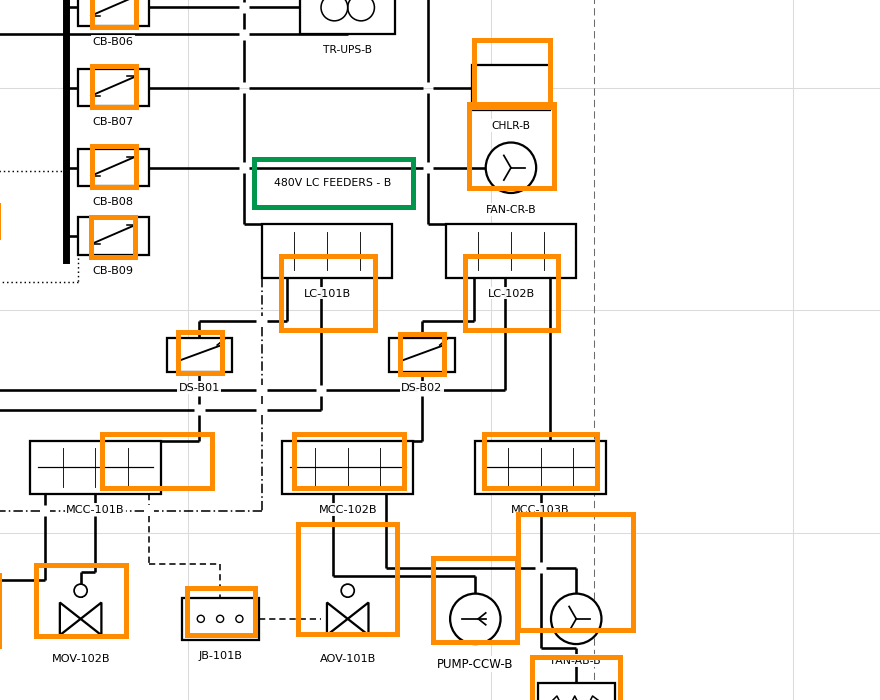 CB-B06
TR-UPS-B
CB-B07
CHLR-B
480V LC FEEDERS - B
CB-B08
FAN-CR-B
CB-B09
LC-101B
LC-102B
DS-B01
DS-B02
MCC-101B
MCC-102B
MCC-103B
MOV-102B
JB-101B
AOV-101B
PUMP-CCW-B
FAN-AB-B